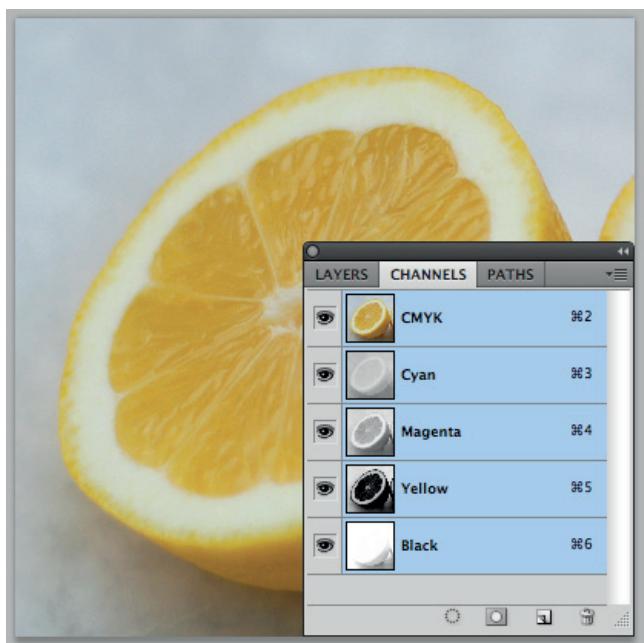 LAYERS CHANNELS PATHS
CMYK ⌘2
Cyan ⌘3
Magenta ⌘4
Yellow ⌘5
Black ⌘6